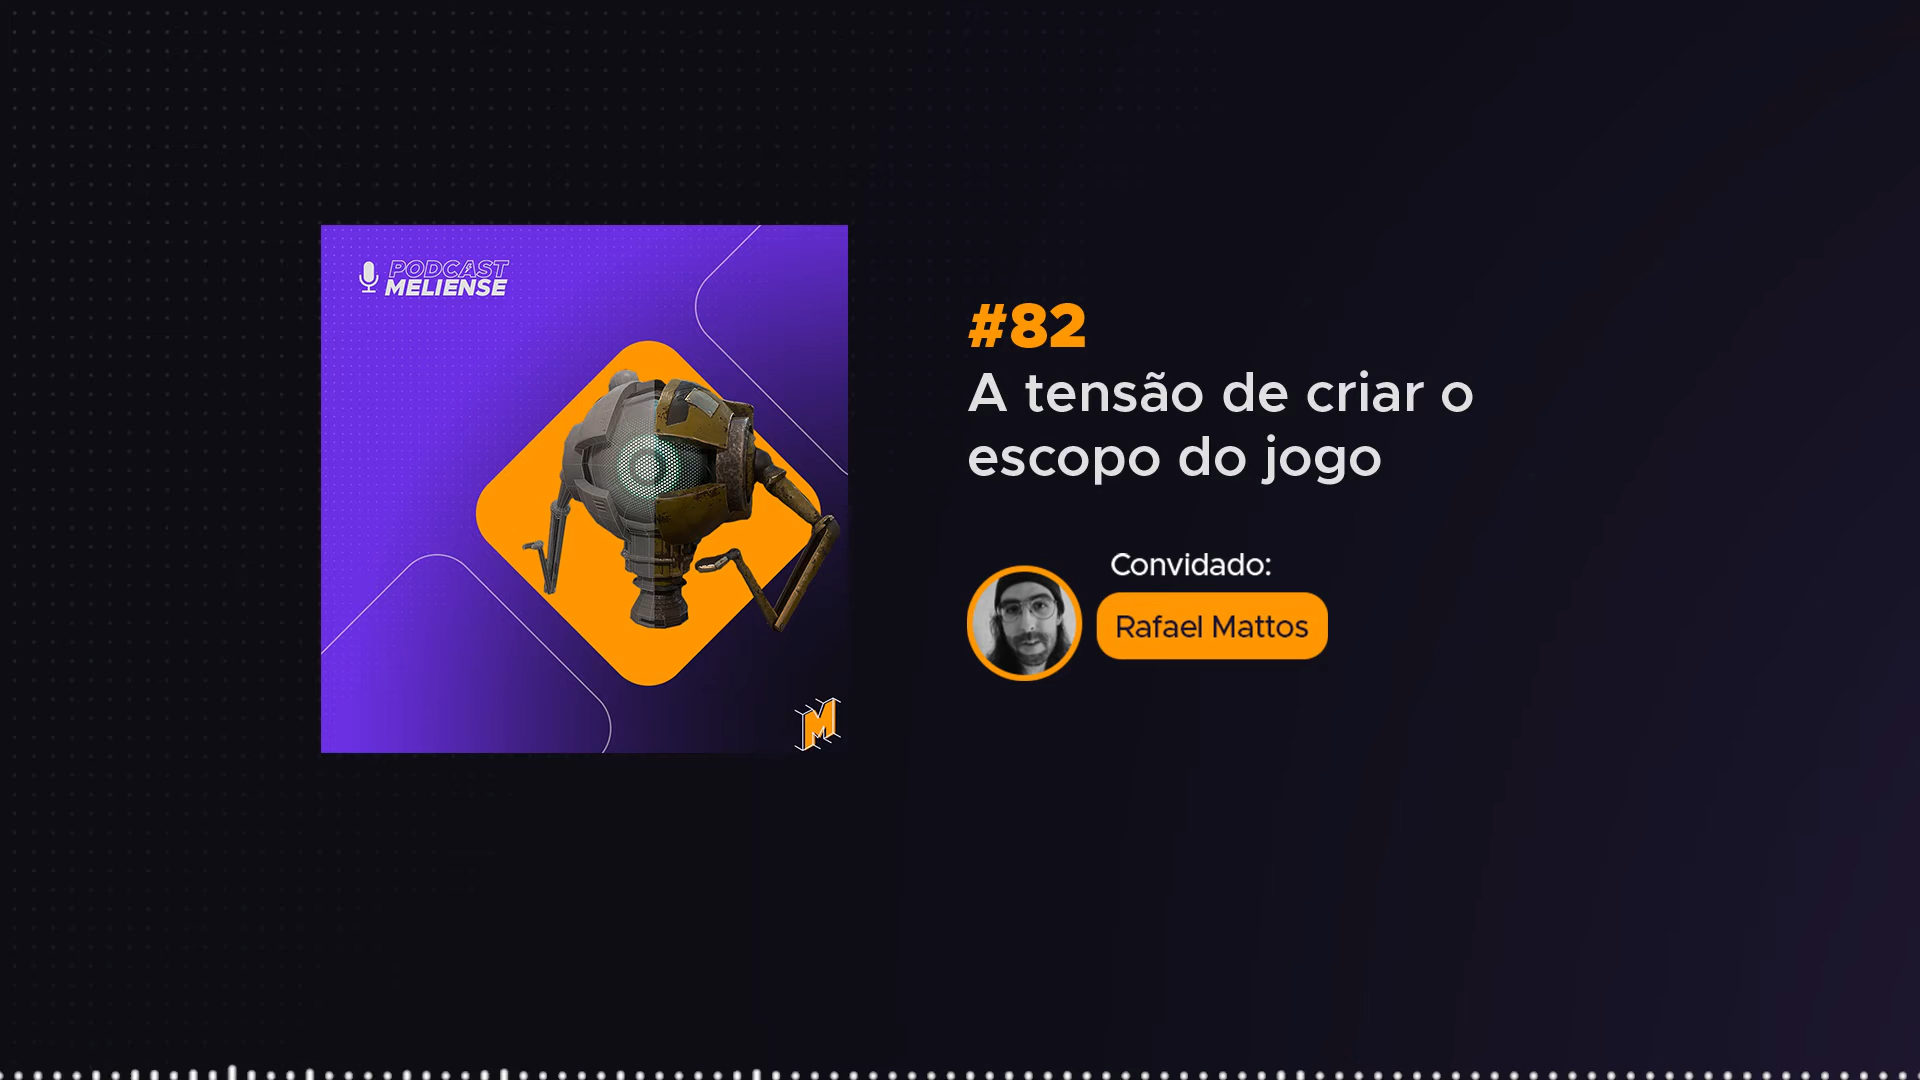 PODCAST
MELIENSE
#82
A tensão de criar o
escopo do jogo
Convidado:
Rafael Mattos
M